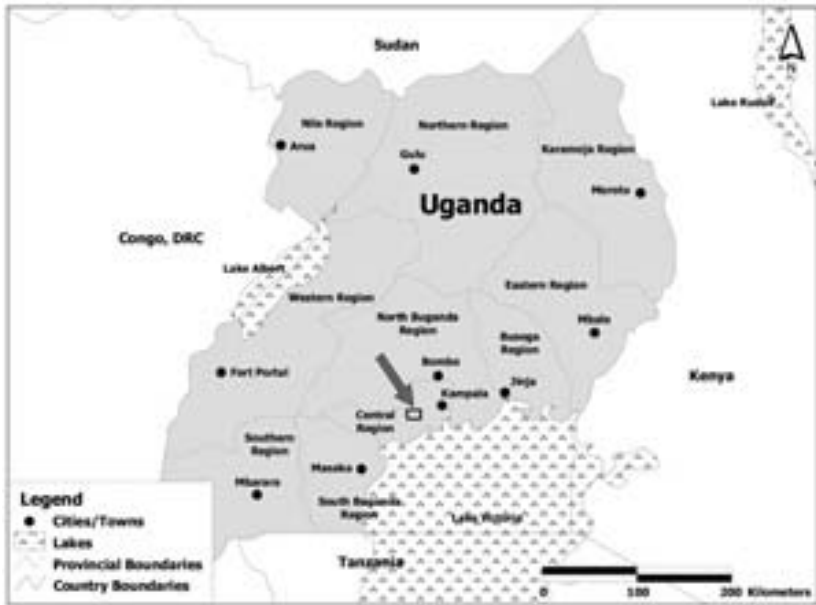 Sudan
N
Lake Rudolf
Nile Region
Northern Region
Arua
Gulu
Karamoja Region
Moroto
Uganda
Congo, DRC
Lake Albert
Western Region
Eastern Region
North Buganda
Region
Mbale
Busoga
Region
Bombo
Fort Portal
Jinja
Kenya
Kampala
Central
Region
Southern
Region
Masaka
Mbarara
South Buganda
Region
Lake Victoria
Tanzania
Legend
Cities/Towns
Lakes
Provincial Boundaries
Country Boundaries
0 100 200 Kilometers